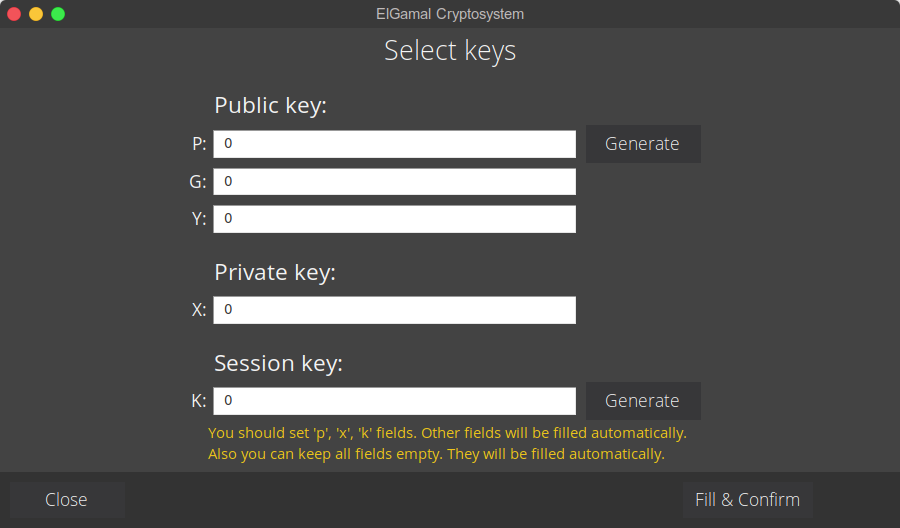 ElGamal Cryptosystem
Select keys
Public key:
P: 0 Generate
G: 0
Y: 0
Private key:
X: 0
Session key:
K: 0 Generate
You should set 'p', 'x', 'k' fields. Other fields will be filled automatically.
Also you can keep all fields empty. They will be filled automatically.
Close Fill & Confirm